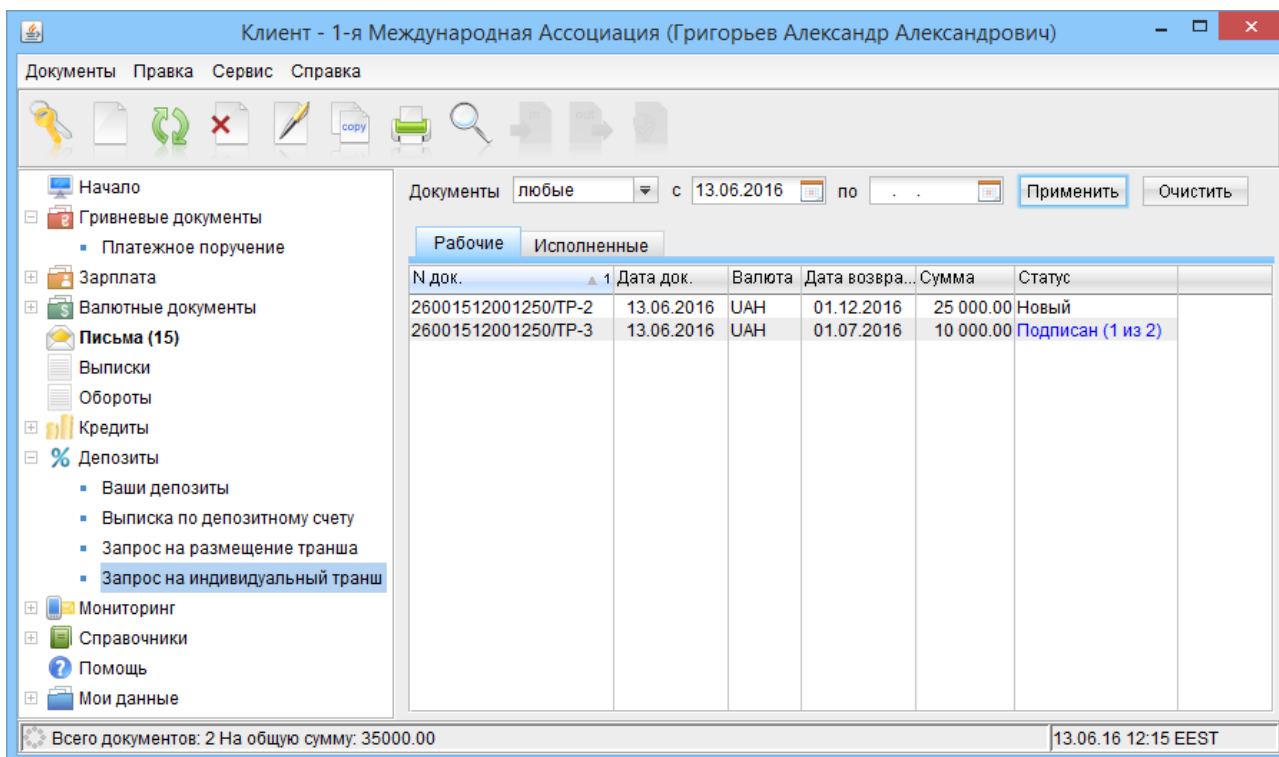 Клиент - 1-я Международная Ассоциация (Григорьев Александр Александрович)
Документы Правка Сервис Справка
copy in out
Начало
Гривневые документы
Платежное поручение
Зарплата
Валютные документы
Письма (15)
Выписки
Обороты
Кредиты
Депозиты
Ваши депозиты
Выписка по депозитному счету
Запрос на размещение транша
Запрос на индивидуальный транш
Мониторинг
Справочники
Помощь
Мои данные
Документы любые с 13.06.2016 по . . Применить Очистить
Рабочие Исполненные
N док. 1 Дата док. Валюта Дата возвра... Сумма Статус
26001512001250/TP-2 13.06.2016 UAH 01.12.2016 25 000.00 Новый
26001512001250/TP-3 13.06.2016 UAH 01.07.2016 10 000.00 Подписан (1 из 2)
Всего документов: 2 На общую сумму: 35000.00 13.06.16 12:15 EEST